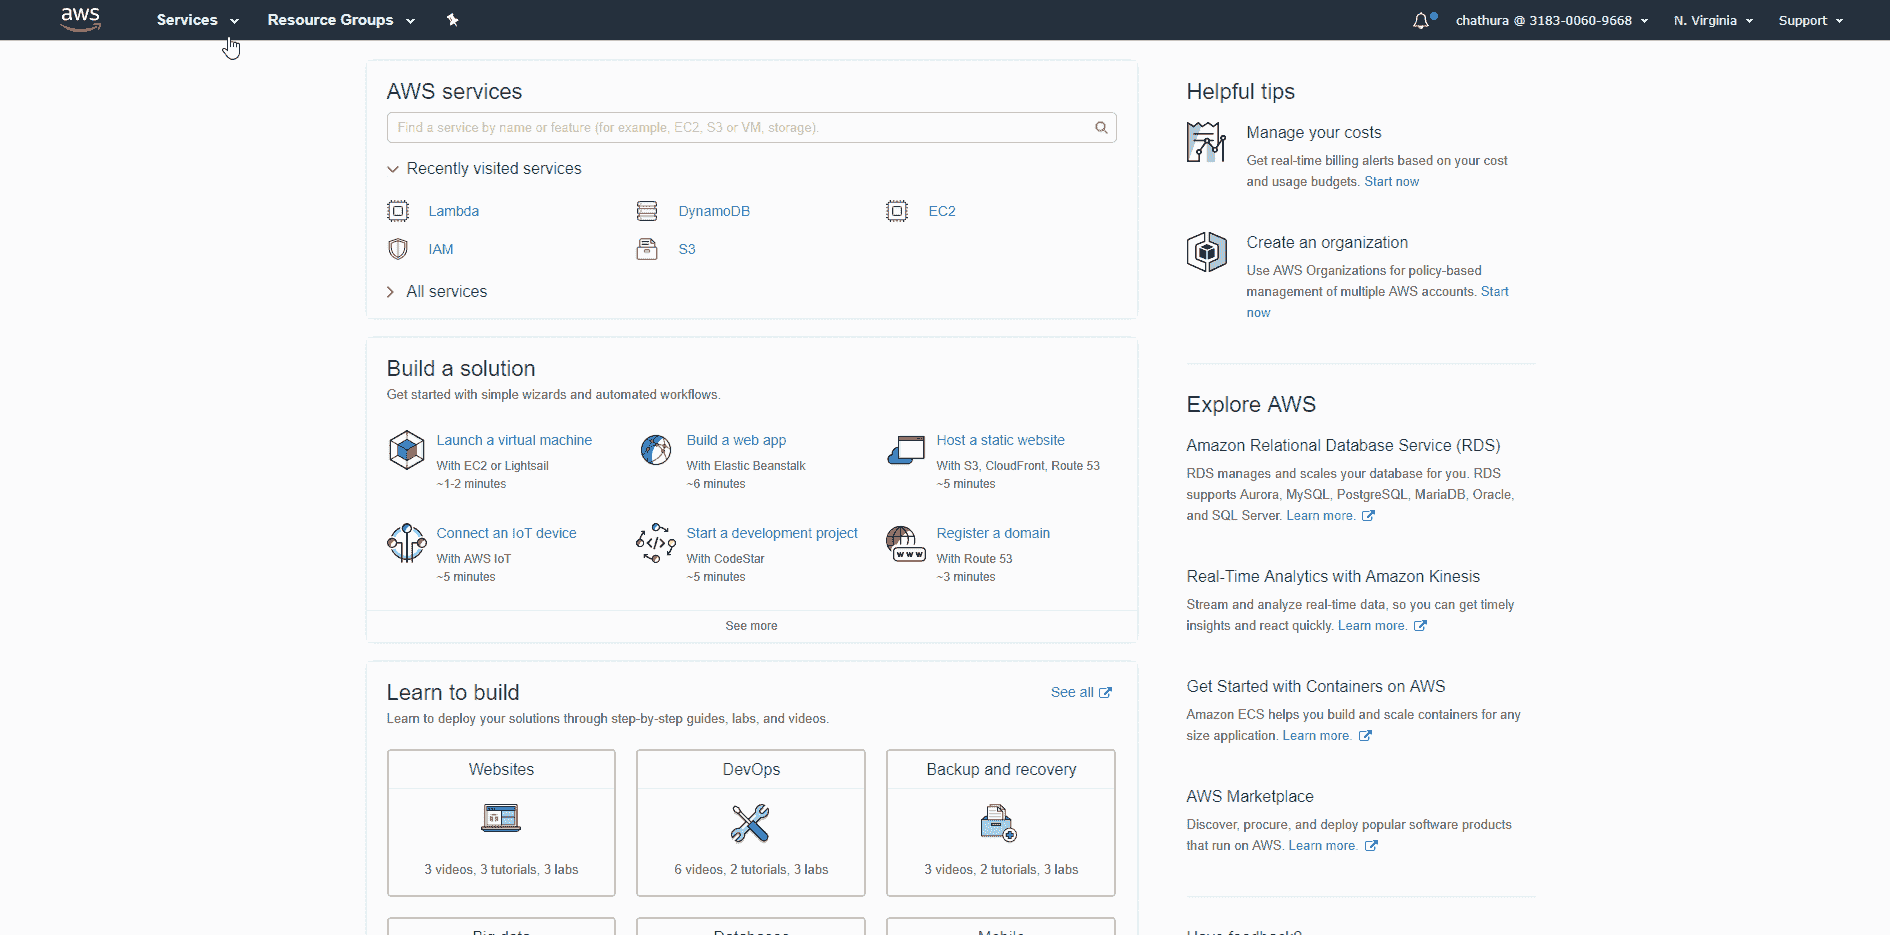 aws
Services
Resource Groups
chathura @ 3183-0060-9668
N. Virginia
Support
AWS services
Find a service by name or feature (for example, EC2, S3 or VM, storage).
Recently visited services
Lambda
DynamoDB
EC2
IAM
S3
All services
Build a solution
Get started with simple wizards and automated workflows.
Launch a virtual machine
With EC2 or Lightsail
~1-2 minutes
Build a web app
With Elastic Beanstalk
~6 minutes
Host a static website
With S3, CloudFront, Route 53
~5 minutes
Connect an IoT device
With AWS IoT
~5 minutes
Start a development project
With CodeStar
~5 minutes
Register a domain
With Route 53
~3 minutes
See more
Learn to build
See all
Learn to deploy your solutions through step-by-step guides, labs, and videos.
Websites
3 videos, 3 tutorials, 3 labs
DevOps
6 videos, 2 tutorials, 3 labs
Backup and recovery
3 videos, 2 tutorials, 3 labs
Big data
Databases
Mobile
Helpful tips
Manage your costs
Get real-time billing alerts based on your cost
and usage budgets. Start now
Create an organization
Use AWS Organizations for policy-based
management of multiple AWS accounts. Start
now
Explore AWS
Amazon Relational Database Service (RDS)
RDS manages and scales your database for you. RDS
supports Aurora, MySQL, PostgreSQL, MariaDB, Oracle,
and SQL Server. Learn more.
Real-Time Analytics with Amazon Kinesis
Stream and analyze real-time data, so you can get timely
insights and react quickly. Learn more.
Get Started with Containers on AWS
Amazon ECS helps you build and scale containers for any
size application. Learn more.
AWS Marketplace
Discover, procure, and deploy popular software products
that run on AWS. Learn more.
Have feedback?